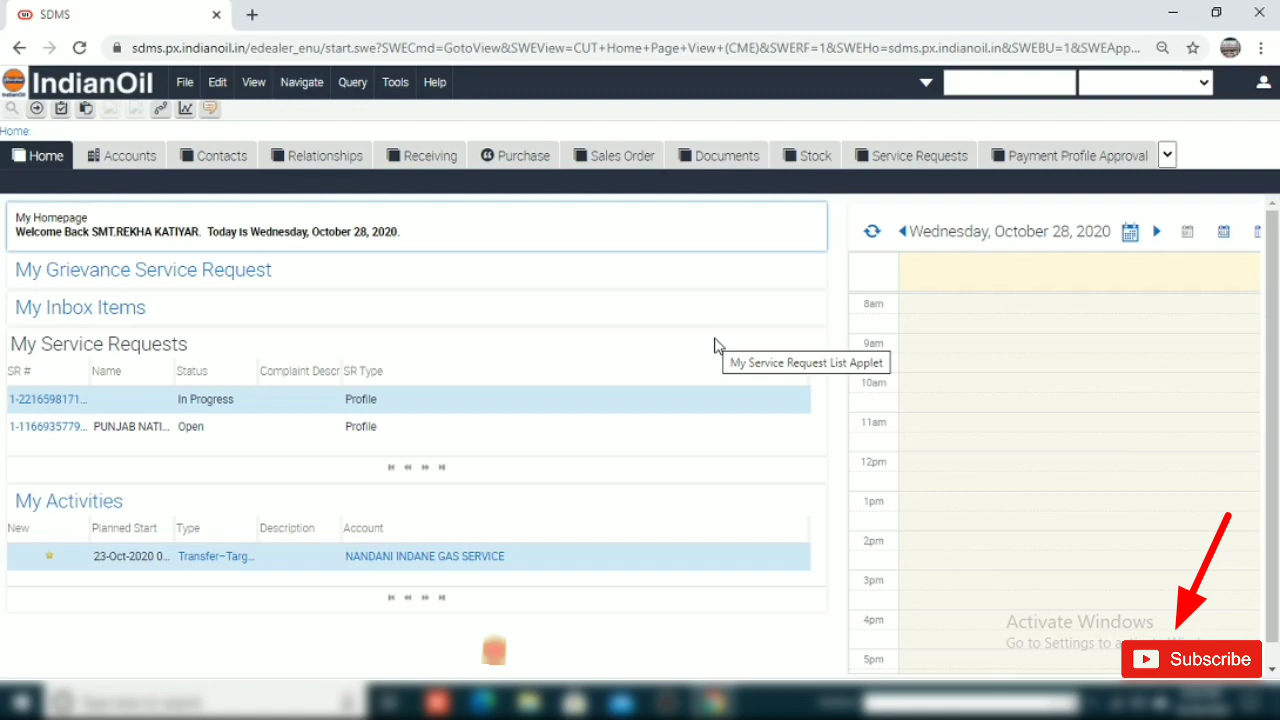 SDMS
sdms.px.indianoil.in/edealer_enu/start.swe?SWECmd=GotoView&SWEView=CUT+Home+Page+View+(CME)&SWERF=1&SWEHo=sdms.px.indianoil.in&SWEBU=1&SWEApp...
IndianOil File Edit View Navigate Query Tools Help
IndianOil
Home:
Home Accounts Contacts Relationships Receiving Purchase Sales Order Documents Stock Service Requests Payment Profile Approval
My Homepage
Welcome Back SMT.REKHA KATIYAR. Today is Wednesday, October 28, 2020.
My Grievance Service Request
My Inbox Items
My Service Requests
SR # Name Status Complaint Descr SR Type
1-2216598171... In Progress Profile
1-1166935779... PUNJAB NATI... Open Profile
My Activities
New Planned Start Type Description Account
23-Oct-2020 0... Transfer–Targ... NANDANI INDANE GAS SERVICE
My Service Request List Applet
Wednesday, October 28, 2020
8am
9am
10am
11am
12pm
1pm
2pm
3pm
4pm
5pm
Activate Windows
Go to Settings to
Subscribe